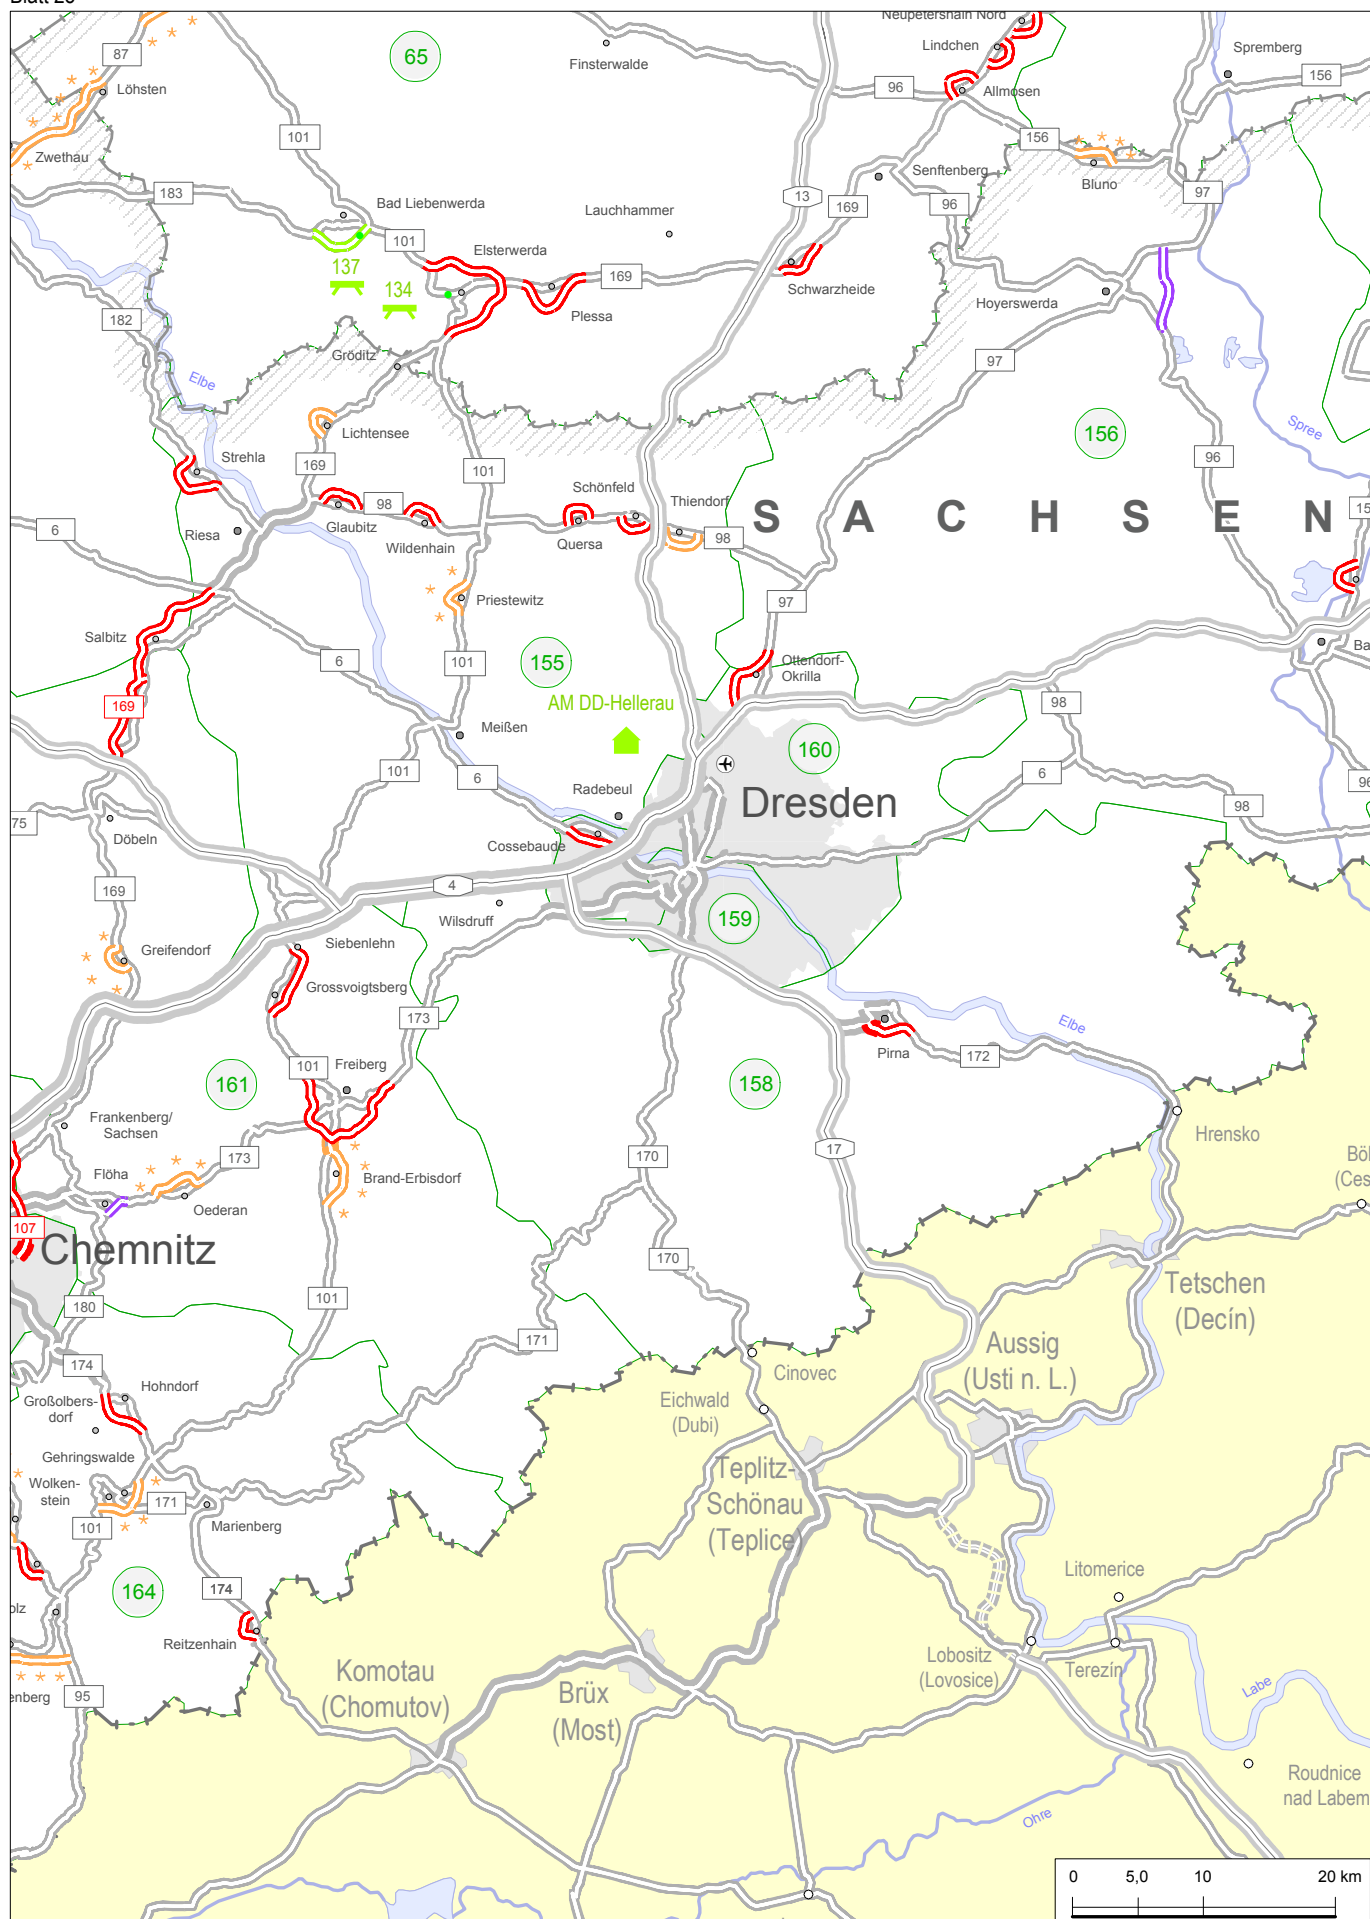 Neupetershain Nord
65
87
Lindchen
Spremberg
Finsterwalde
156
Löhsten
96
Allmosen
101
156
Zwethau
Senftenberg
Bluno
183
13
97
Bad Liebenwerda
Lauchhammer
169
96
101
Elsterwerda
137
169
134
Schwarzheide
Hoyerswerda
Plessa
182
Gröditz
97
Elbe
Lichtensee
156
Spree
Strehla
169
101
96
Schönfeld
Thiendorf
98
SACHSEN
Glaubitz
6
Riesa
Wildenhain
Quersa
98
Priestewitz
97
Salbitz
6
155
101
Ottendorf-
Okrilla
169
AM DD-Hellerau
98
Meißen
160
101
6
6
96
Radebeul
Dresden
98
75
Döbeln
Cossebaude
169
4
Wilsdruff
159
Greifendorf
Siebenlehn
Grossvoigtsberg
173
Elbe
Pirna
172
101
Freiberg
161
158
Frankenberg/
Sachsen
Hrensko
17
173
170
Flöha
Brand-Erbisdorf
Oederan
107
Chemnitz
170
Tetschen
(Decín)
101
180
171
Aussig
(Usti n. L.)
174
Cinovec
Hohndorf
Großolbers-
dorf
Eichwald
(Dubi)
Gehringswalde
Teplitz-
Schönau
(Teplice)
Wolken-
stein
171
Marienberg
101
Litomerice
164
174
Reitzenhain
Lobositz
(Lovosice)
Terezín
Komotau
(Chomutov)
Brüx
(Most)
95
Labe
Roudnice
nad Labem
Ohre
0 5,0 10 20 km